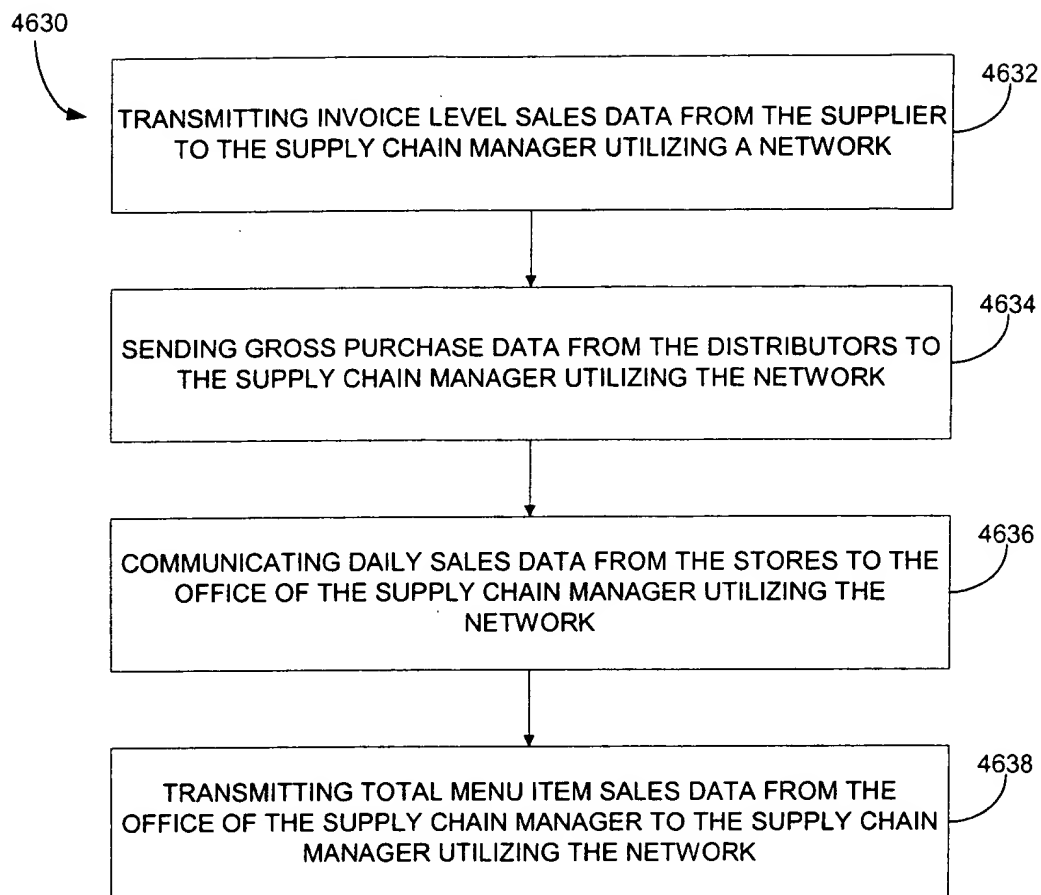 4630
4632
TRANSMITTING INVOICE LEVEL SALES DATA FROM THE SUPPLIER
TO THE SUPPLY CHAIN MANAGER UTILIZING A NETWORK
4634
SENDING GROSS PURCHASE DATA FROM THE DISTRIBUTORS TO
THE SUPPLY CHAIN MANAGER UTILIZING THE NETWORK
4636
COMMUNICATING DAILY SALES DATA FROM THE STORES TO THE
OFFICE OF THE SUPPLY CHAIN MANAGER UTILIZING THE
NETWORK
4638
TRANSMITTING TOTAL MENU ITEM SALES DATA FROM THE
OFFICE OF THE SUPPLY CHAIN MANAGER TO THE SUPPLY CHAIN
MANAGER UTILIZING THE NETWORK